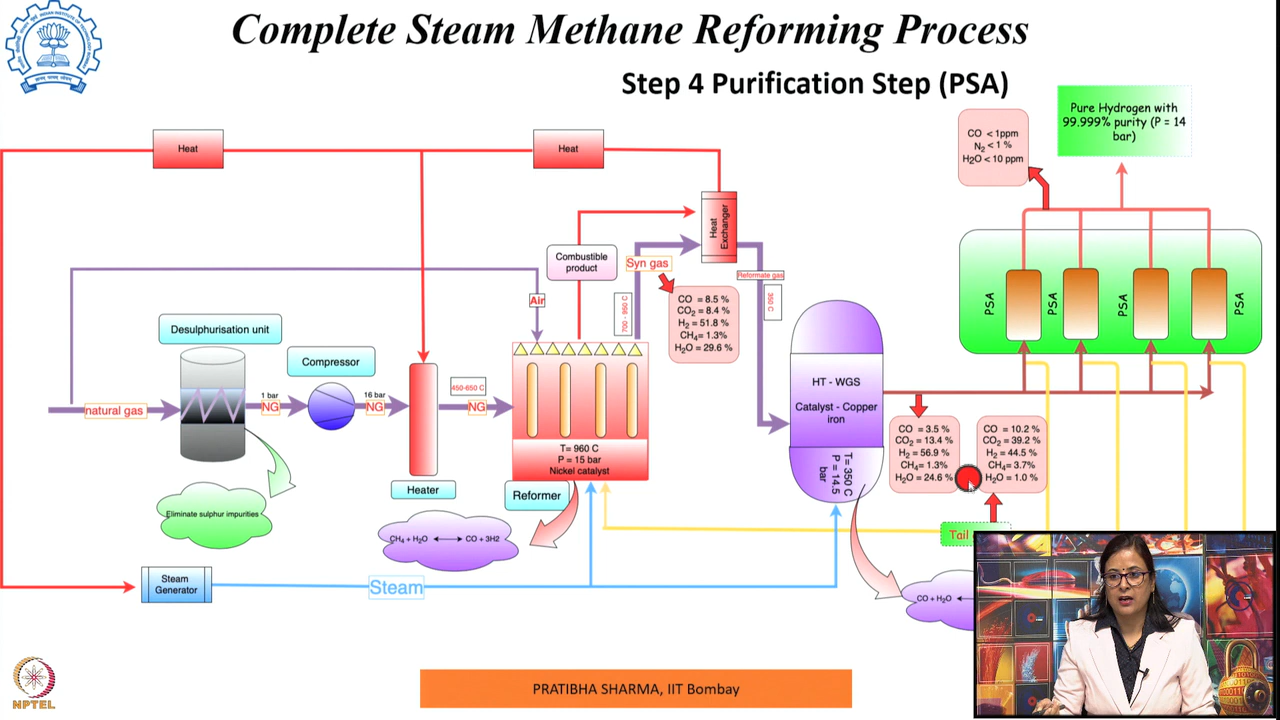 Complete Steam Methane Reforming Process
Step 4 Purification Step (PSA)
Pure Hydrogen with
99.999% purity (P = 14
bar)
CO < 1ppm
N2 < 1 %
H2O < 10 ppm
Heat
Heat
Heat
Exchanger
PSA
PSA
PSA
PSA
Combustible
product
Syn gas
Reformate gas
700 - 950 C
350 C
CO = 8.5 %
CO2 = 8.4 %
H2 = 51.8 %
CH4= 1.3%
H2O = 29.6 %
Air
Desulphurisation unit
Compressor
natural gas
1 bar
NG
16 bar
NG
450-650 C
NG
T= 960 C
P = 15 bar
Nickel catalyst
HT - WGS
Catalyst - Copper
iron
T= 350 C
P = 14.5
bar
CO = 3.5 %
CO2 = 13.4 %
H2 = 56.9 %
CH4= 1.3%
H2O = 24.6 %
CO = 10.2 %
CO2 = 39.2 %
H2 = 44.5 %
CH4= 3.7%
H2O = 1.0 %
Heater
Reformer
Eliminate sulphur impurities
CH4 + H2O ⟷ CO + 3H2
Tail
Steam
Generator
Steam
CO + H2O
PRATIBHA SHARMA, IIT Bombay
NPTEL